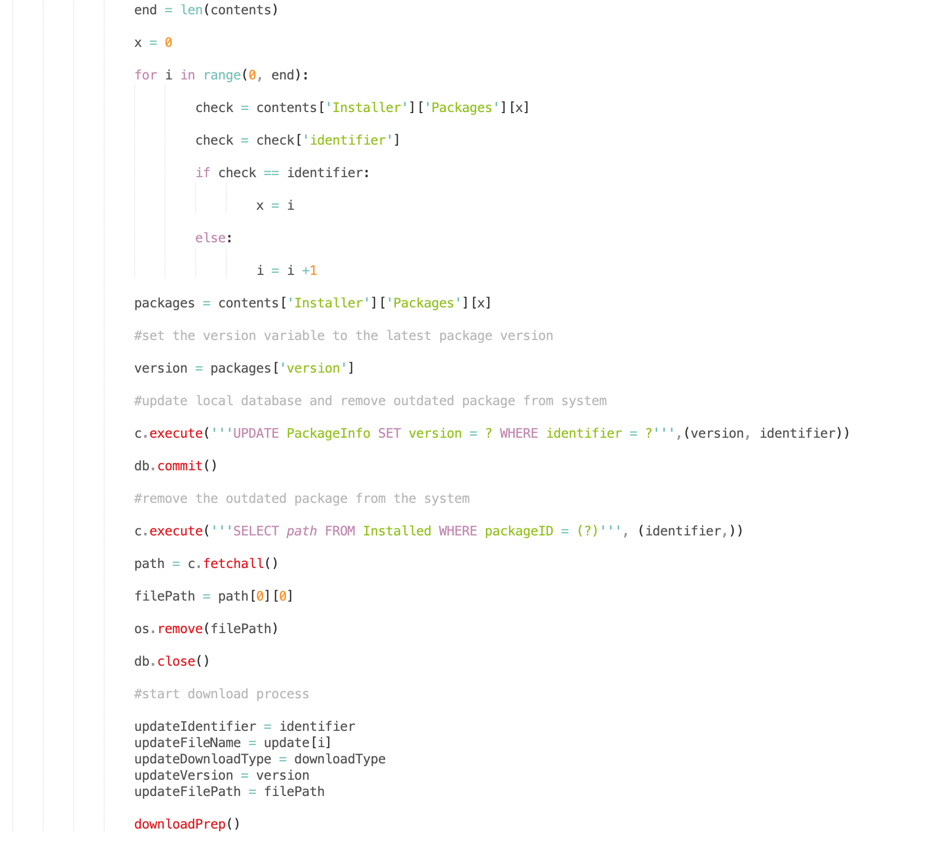 end = len(contents)
x = 0
for i in range(0, end):
check = contents['Installer']['Packages'][x]
check = check['identifier']
if check == identifier:
x = i
else:
i = i +1
packages = contents['Installer']['Packages'][x]
#set the version variable to the latest package version
version = packages['version']
#update local database and remove outdated package from system
c.execute('''UPDATE PackageInfo SET version = ? WHERE identifier = ?''',(version, identifier))
db.commit()
#remove the outdated package from the system
c.execute('''SELECT path FROM Installed WHERE packageID = (?)''', (identifier,))
path = c.fetchall()
filePath = path[0][0]
os.remove(filePath)
db.close()
#start download process
updateIdentifier = identifier
updateFileName = update[i]
updateDownloadType = downloadType
updateVersion = version
updateFilePath = filePath
downloadPrep()